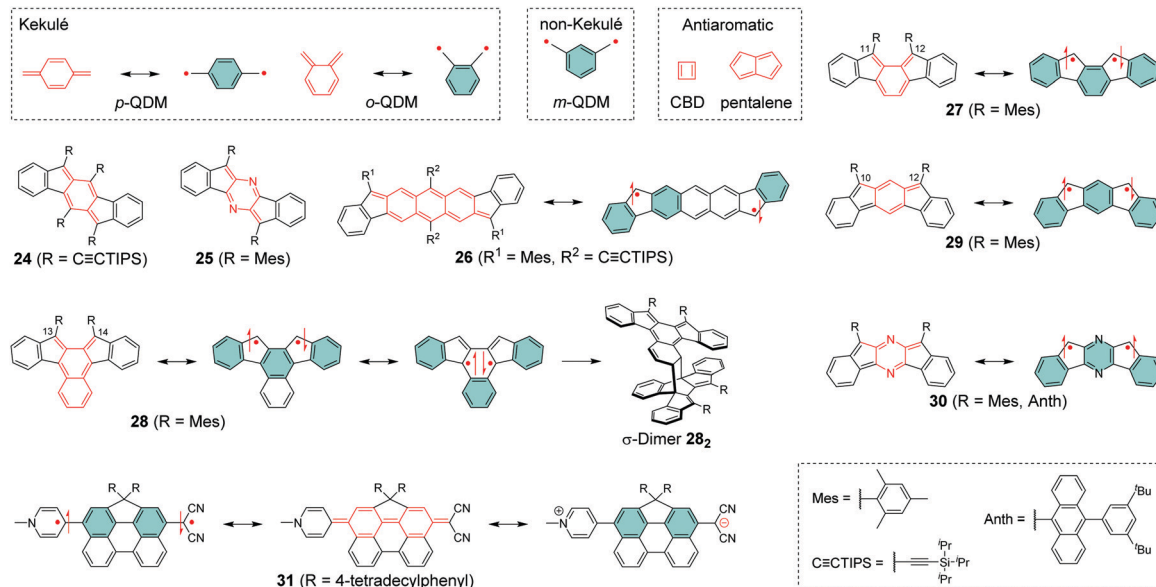 Kekulé
p-QDM
o-QDM
non-Kekulé
m-QDM
Antiaromatic
CBD
pentalene
R
R
11
12
27 (R = Mes)
R
R
R
R
24 (R = C≡CTIPS)
R
N
N
R
25 (R = Mes)
R¹
R²
R²
R¹
26 (R¹ = Mes, R² = C≡CTIPS)
R
R
10
12
29 (R = Mes)
R
R
13
14
28 (R = Mes)
R
R
R
R
σ-Dimer 28₂
R
R
N
N
N
N
30 (R = Mes, Anth)
R R
N
CN
CN
R R
N
CN
CN
31 (R = 4-tetradecylphenyl)
R R
N
⊕
CN
⊖
CN
Mes =
Anth =
ᵗBu
ᵗBu
C≡CTIPS =
ⁱPr
Si
ⁱPr
ⁱPr